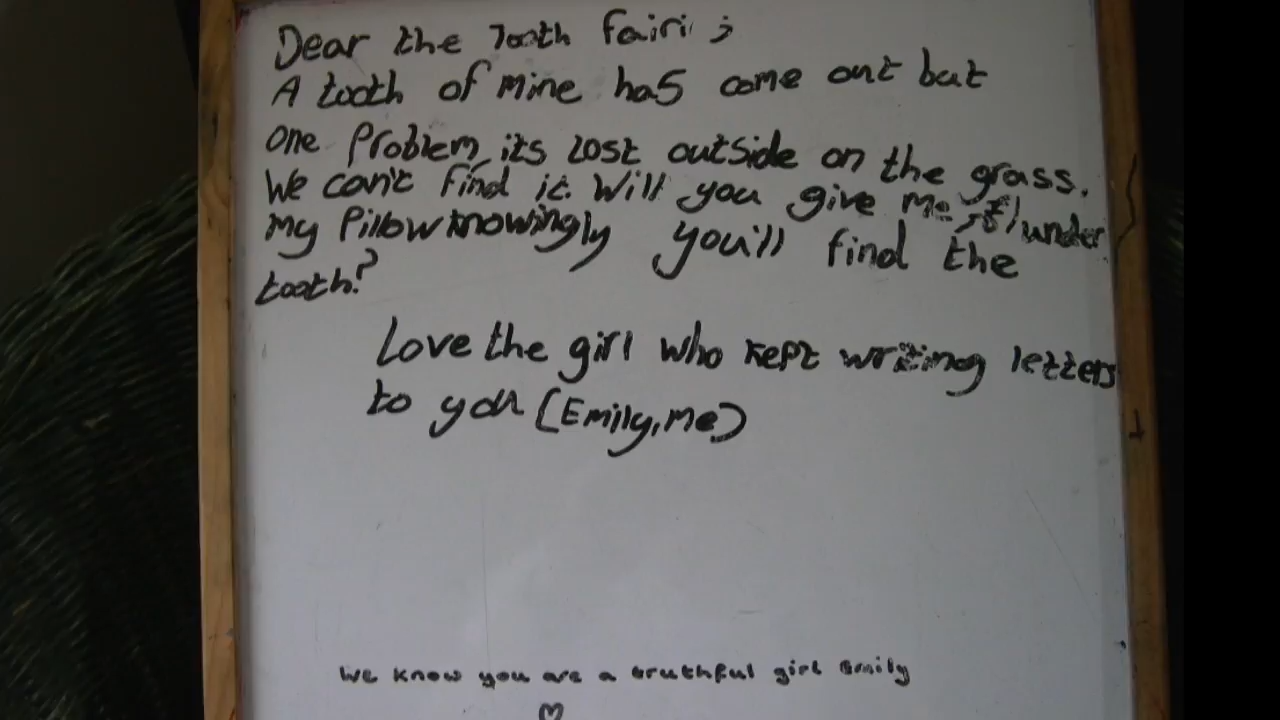 Dear the Tooth Fairi ;
A tooth of mine has come out but
one Problem, its lost outside on the grass.
We can't find it. Will you give me £1 under
my Pillow knowingly you'll find the
tooth?
Love the girl who kept writing letters
to you (Emily, Me)
We know you are a truthful girl Emily
♡